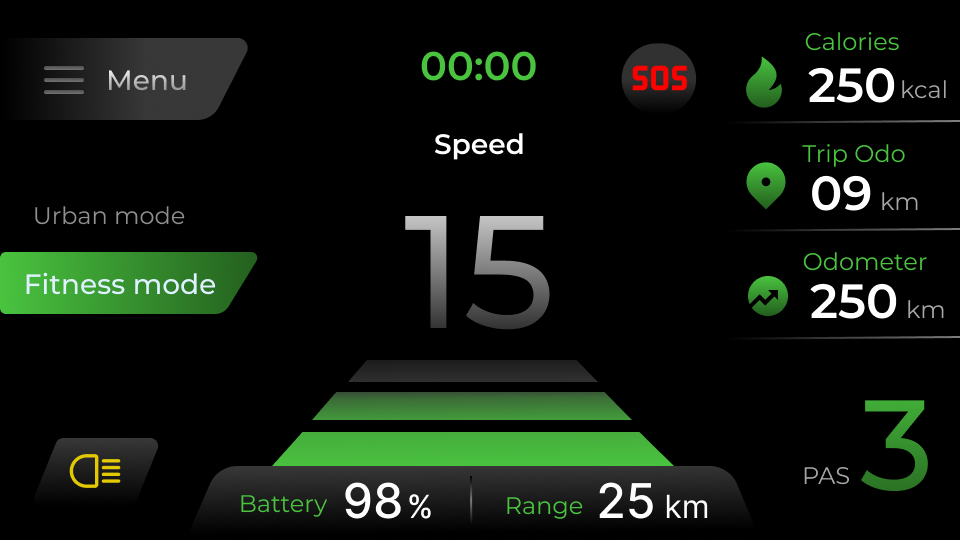 Menu
00:00
SOS
Speed
15
Urban mode
Fitness mode
Calories
250 kcal
Trip Odo
09 km
Odometer
250 km
PAS 3
Battery 98 %
Range 25 km